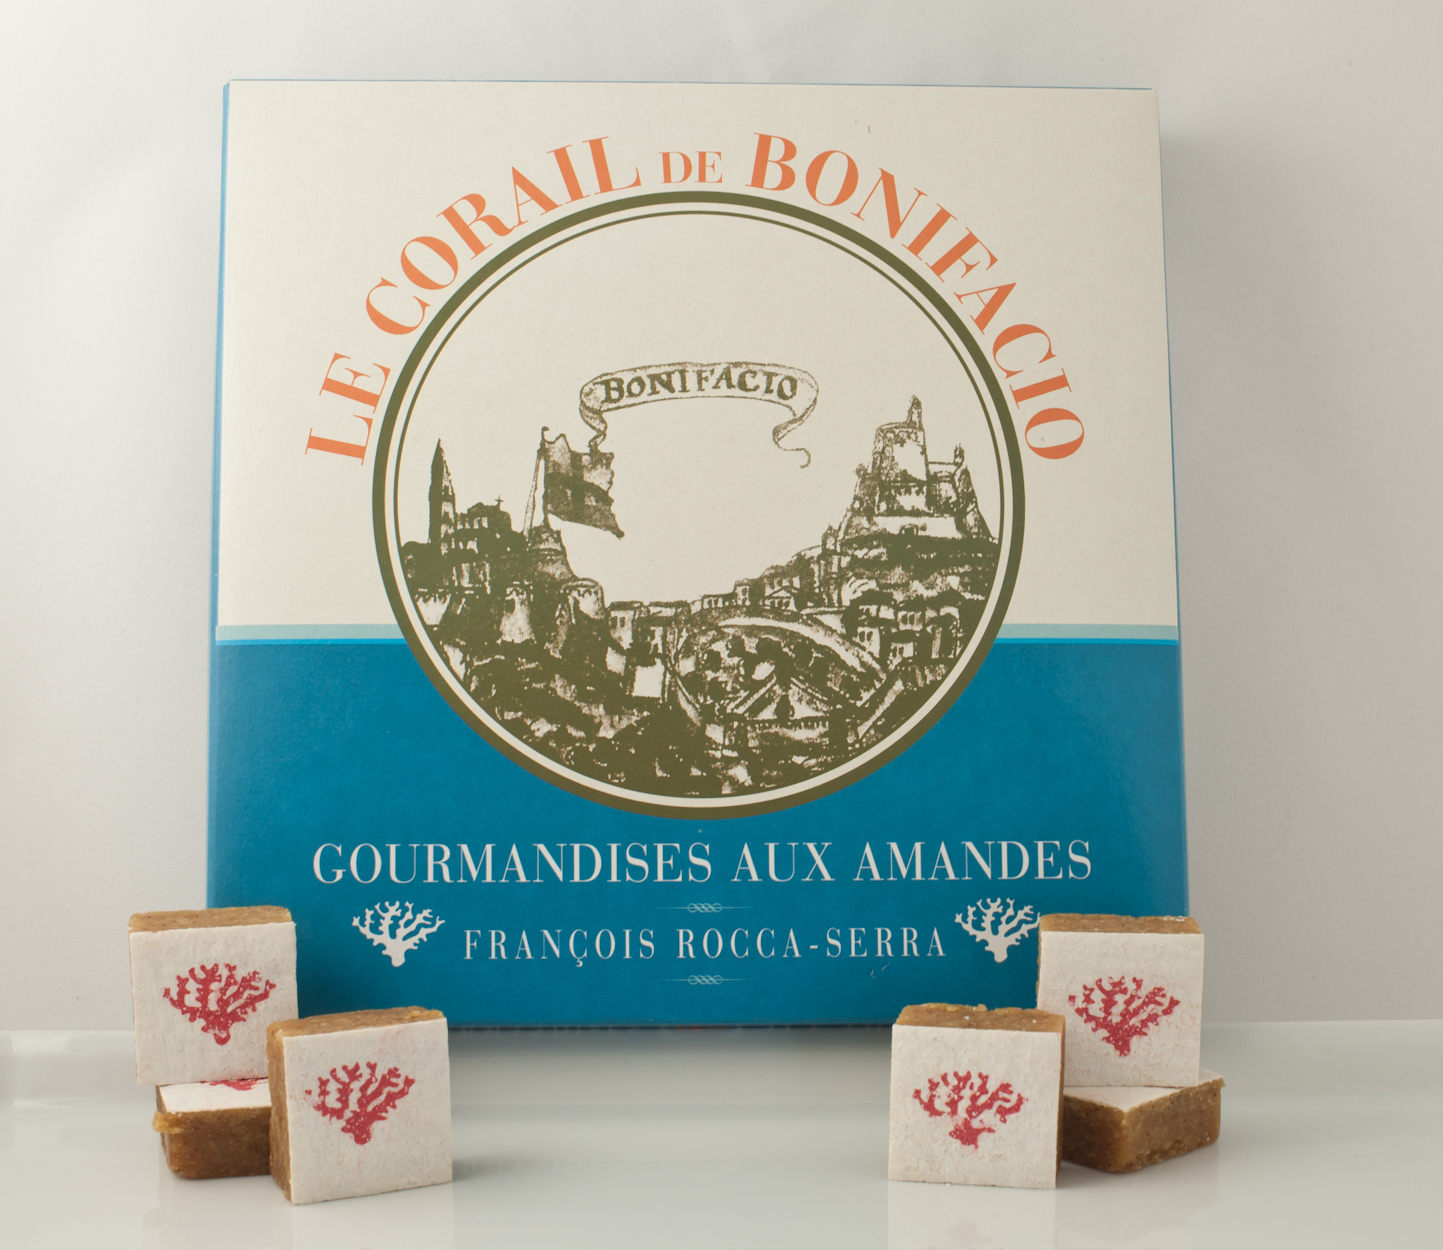 LE CORAIL DE BONIFACIO
BONIFACIO
GOURMANDISES AUX AMANDES
FRANÇOIS ROCCA-SERRA